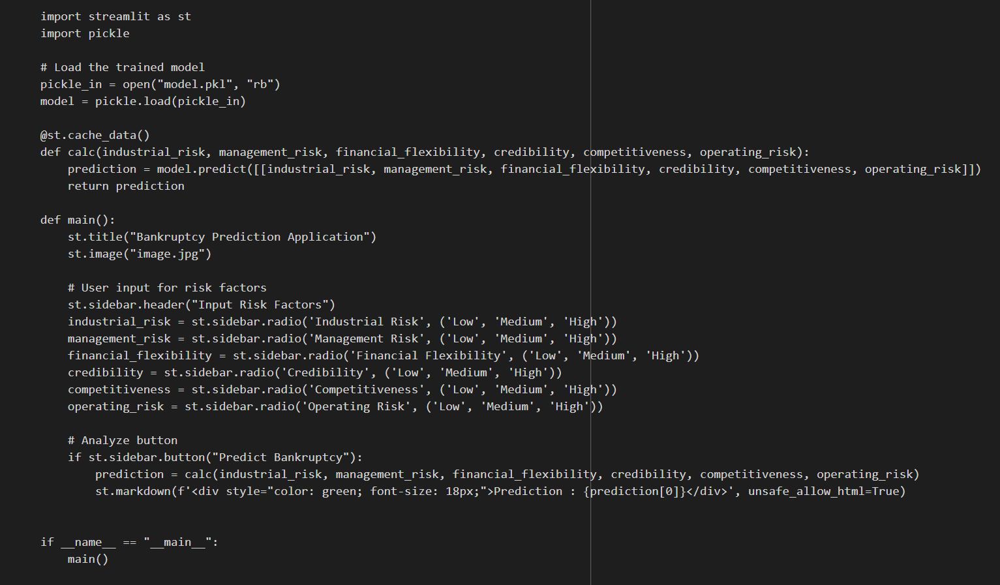 import streamlit as st
import pickle

# Load the trained model
pickle_in = open("model.pkl", "rb")
model = pickle.load(pickle_in)

@st.cache_data()
def calc(industrial_risk, management_risk, financial_flexibility, credibility, competitiveness, operating_risk):
    prediction = model.predict([[industrial_risk, management_risk, financial_flexibility, credibility, competitiveness, operating_risk]])
    return prediction

def main():
    st.title("Bankruptcy Prediction Application")
    st.image("image.jpg")

    # User input for risk factors
    st.sidebar.header("Input Risk Factors")
    industrial_risk = st.sidebar.radio('Industrial Risk', ('Low', 'Medium', 'High'))
    management_risk = st.sidebar.radio('Management Risk', ('Low', 'Medium', 'High'))
    financial_flexibility = st.sidebar.radio('Financial Flexibility', ('Low', 'Medium', 'High'))
    credibility = st.sidebar.radio('Credibility', ('Low', 'Medium', 'High'))
    competitiveness = st.sidebar.radio('Competitiveness', ('Low', 'Medium', 'High'))
    operating_risk = st.sidebar.radio('Operating Risk', ('Low', 'Medium', 'High'))

    # Analyze button
    if st.sidebar.button("Predict Bankruptcy"):
        prediction = calc(industrial_risk, management_risk, financial_flexibility, credibility, competitiveness, operating_risk)
        st.markdown(f'<div style="color: green; font-size: 18px;">Prediction : {prediction[0]}</div>', unsafe_allow_html=True)


if __name__ == "__main__":
    main()